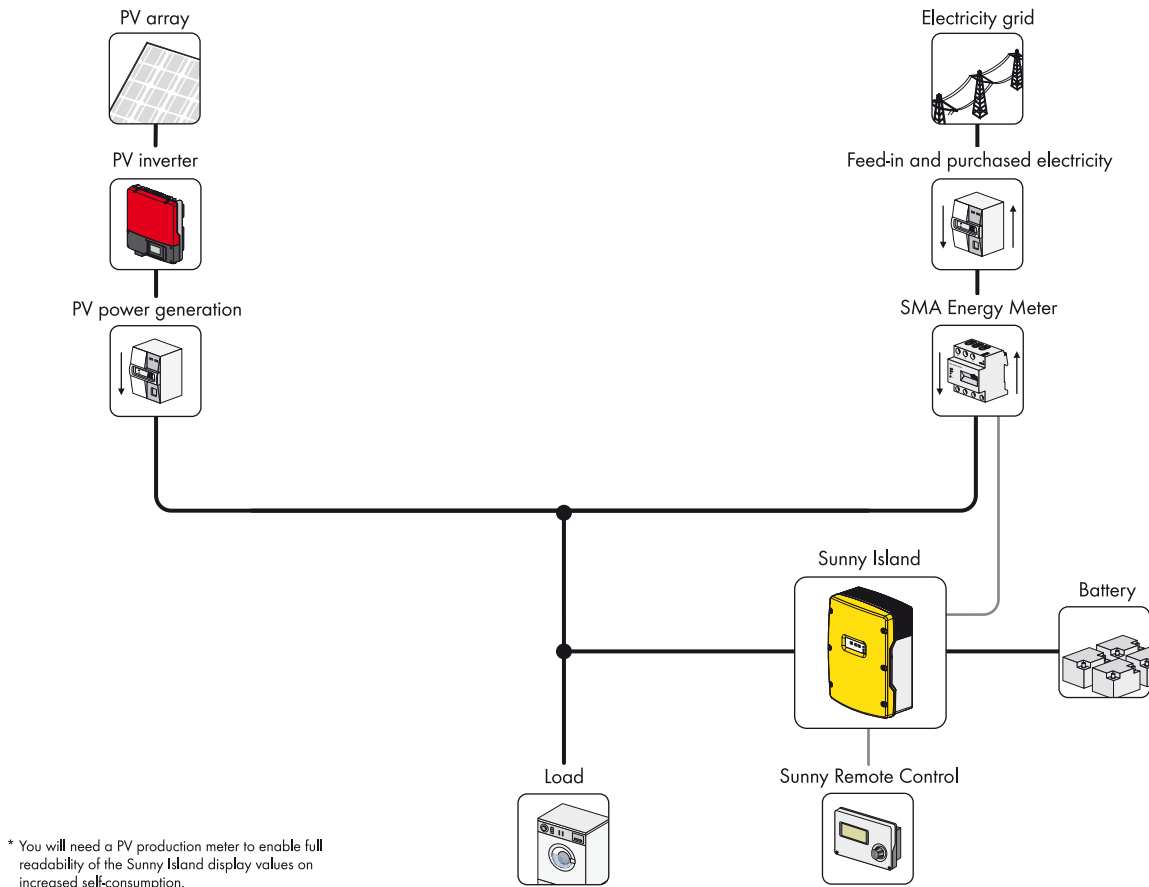 PV array
Electricity grid
PV inverter
Feed-in and purchased electricity
PV power generation
SMA Energy Meter
Sunny Island
Battery
Load
Sunny Remote Control
* You will need a PV production meter to enable full
readability of the Sunny Island display values on
increased self-consumption.